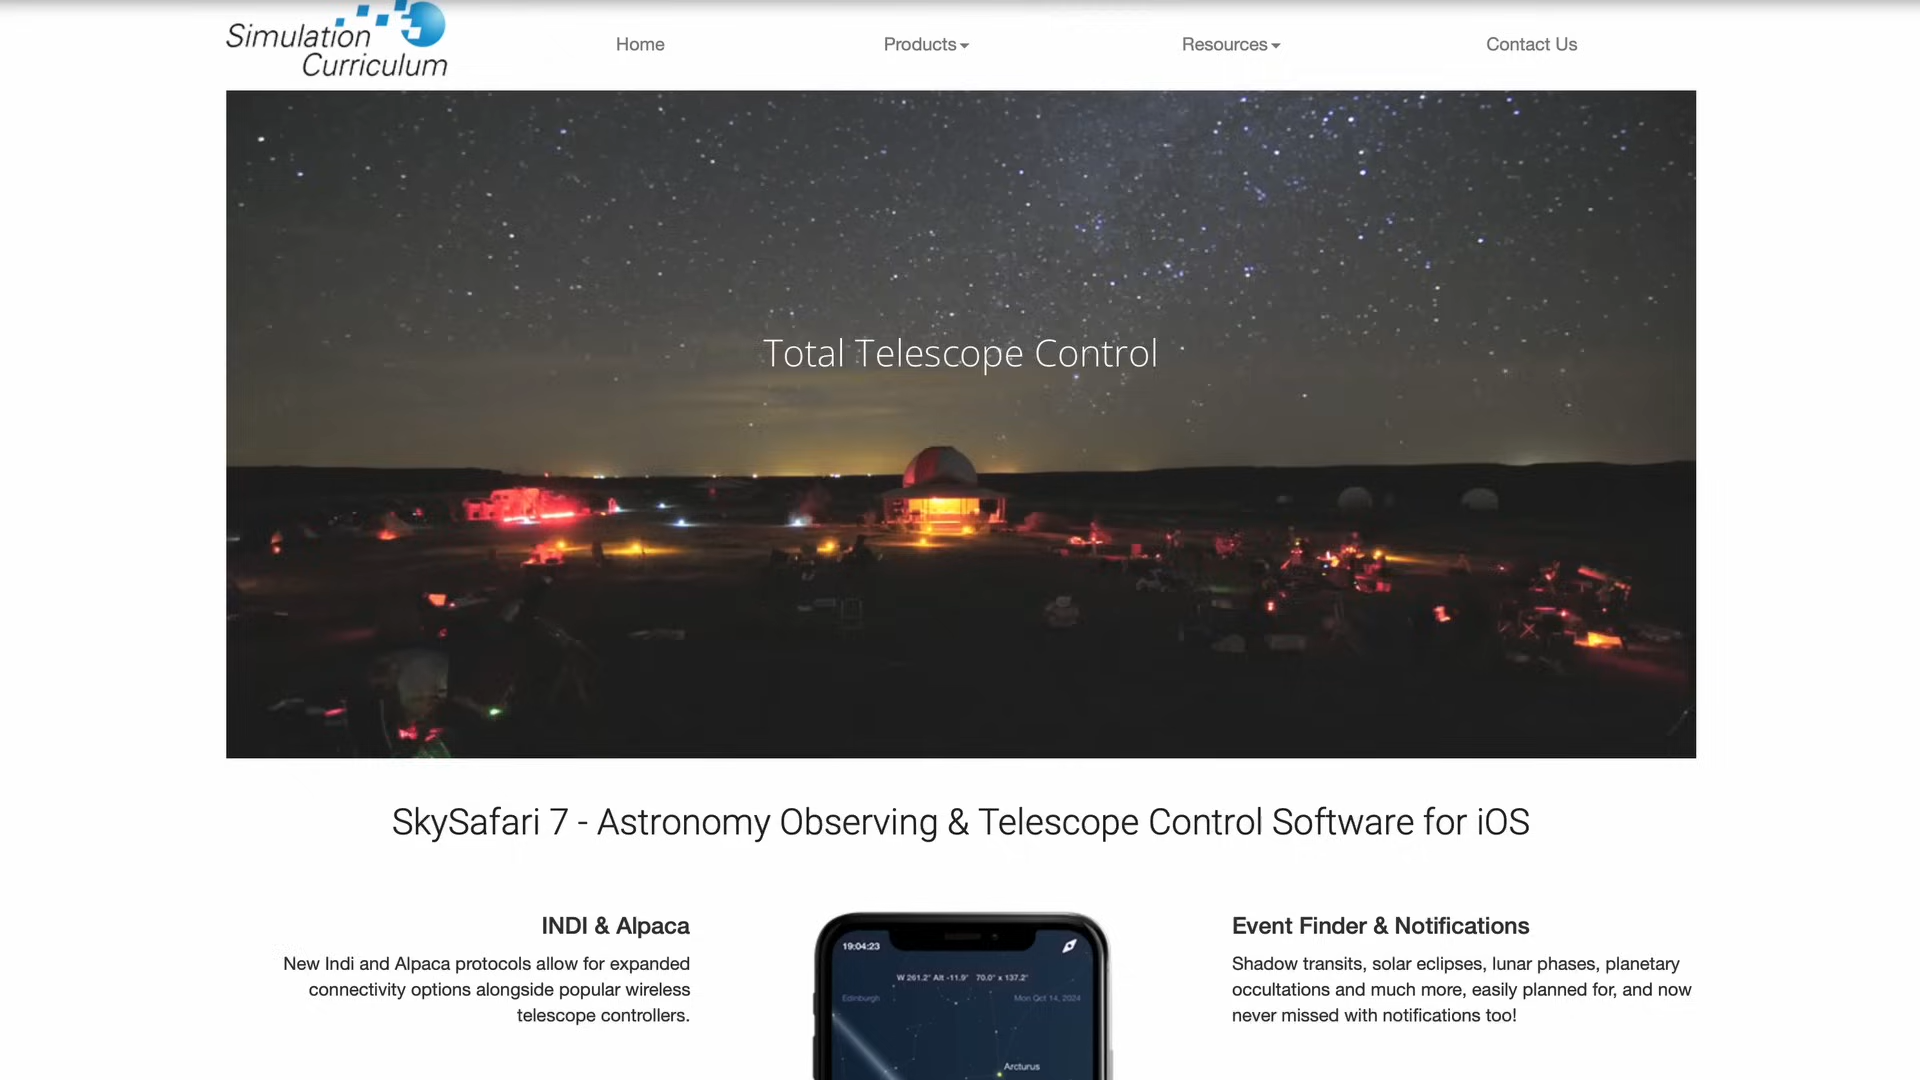 Simulation
Curriculum
Home
Products
Resources
Contact Us
Total Telescope Control
SkySafari 7 - Astronomy Observing & Telescope Control Software for iOS
INDI & Alpaca
New Indi and Alpaca protocols allow for expanded
connectivity options alongside popular wireless
telescope controllers.
19:04:23
W 261.2° Alt -11.9° 70.0° x 137.2°
Edinburgh
Mon Oct 14, 2024
Arcturus
Event Finder & Notifications
Shadow transits, solar eclipses, lunar phases, planetary
occultations and much more, easily planned for, and now
never missed with notifications too!